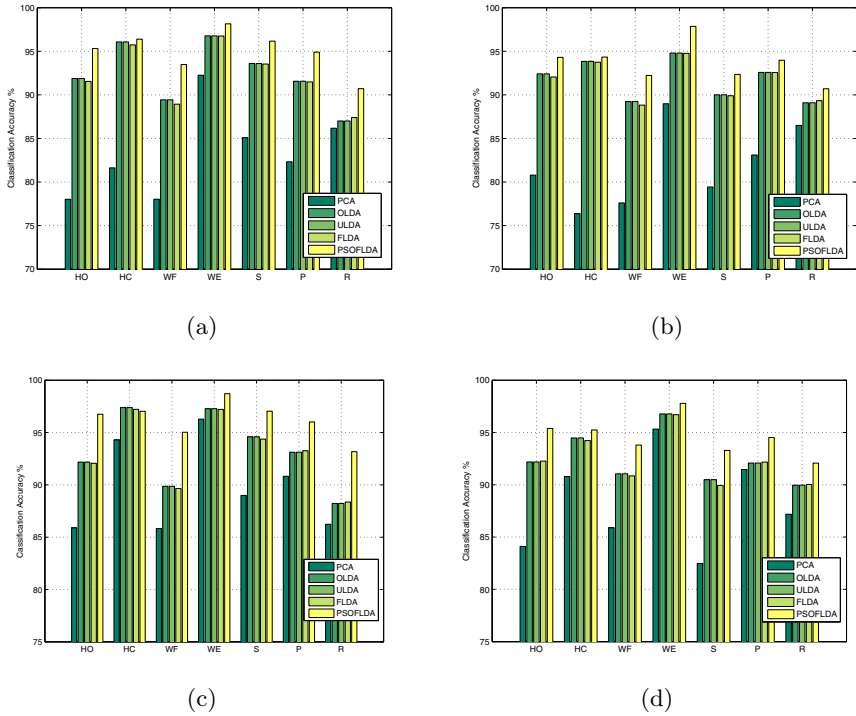 100
95
90
85
80
75
70
Classification Accuracy %
HO HC WF WE S P R
PCA
OLDA
ULDA
FLDA
PSOFLDA
(a)
100
95
90
85
80
75
70
Classification Accuracy %
HO HC WF WE S P R
PCA
OLDA
ULDA
FLDA
PSOFLDA
(b)
100
95
90
85
80
75
Classification Accuracy %
HO HC WF WE S P R
PCA
OLDA
ULDA
FLDA
PSOFLDA
(c)
100
95
90
85
80
75
Classification Accuracy %
HO HC WF WE S P R
PCA
OLDA
ULDA
FLDA
PSOFLDA
(d)